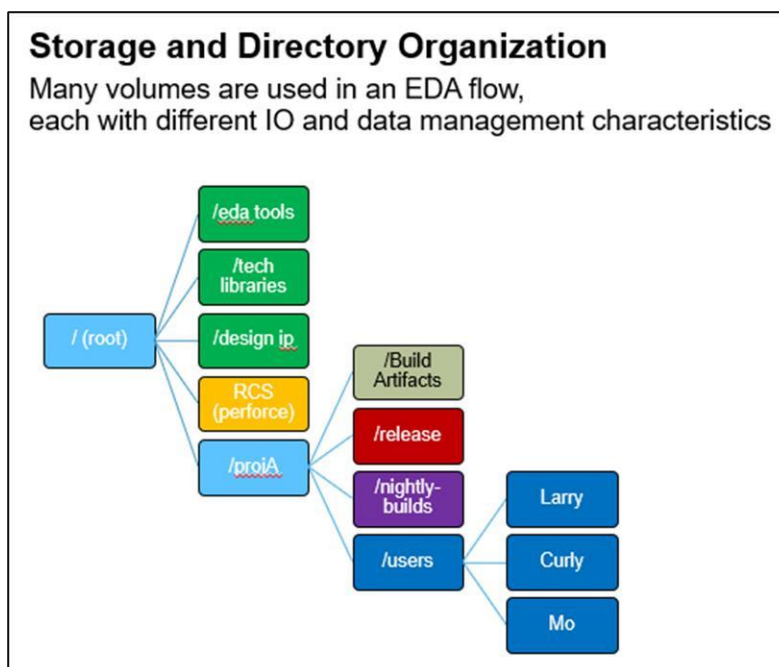 Storage and Directory Organization
Many volumes are used in an EDA flow,
each with different IO and data management characteristics
/eda tools
/tech
libraries
/ (root)
/design ip
RCS
(perforce)
/projA
/Build
Artifacts
/release
/nightly-
builds
/users
Larry
Curly
Mo